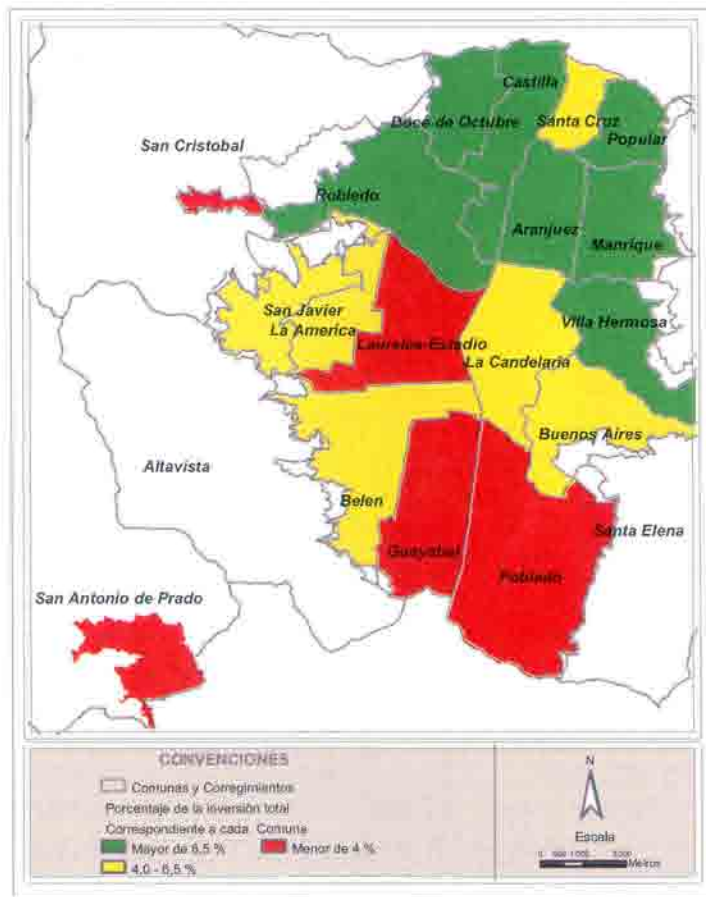 Castilla
Doce de Octubre
Santa Cruz
Popular
San Cristobal
Robledo
Aranjuez
Manrique
San Javier
La America
Villa Hermosa
Laureles-Estadio
La Candelaria
Buenos Aires
Altavista
Belen
Santa Elena
Guayabal
Poblado
San Antonio de Prado
CONVENCIONES
Comunas y Corregimientos
Porcentaje de la inversión total
Correspondiente a cada Comuna
Mayor de 6,5 %
Menor de 4 %
4,0 - 6,5 %
N
Escala
0
Metros